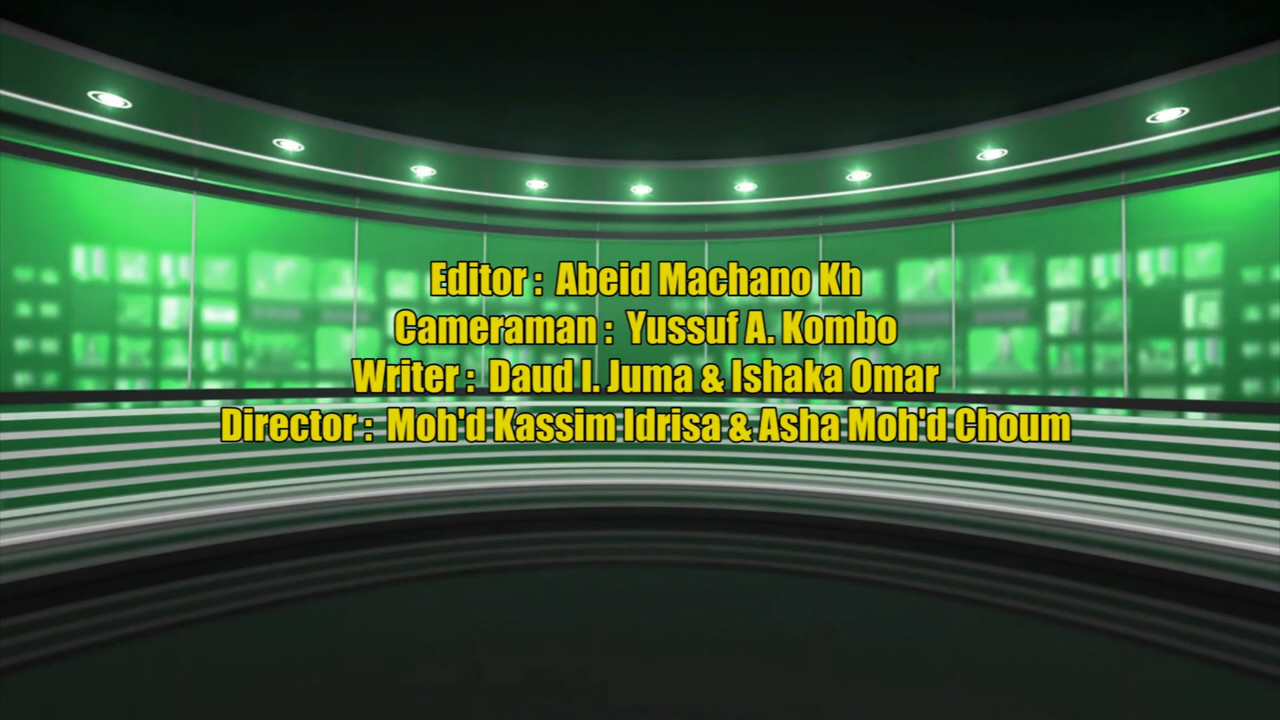 Editor :  Abeid Machano Kh
Cameraman :  Yussuf A. Kombo
Writer :  Daud I. Juma & Ishaka Omar
Director :  Moh'd Kassim Idrisa & Asha Moh'd Choum